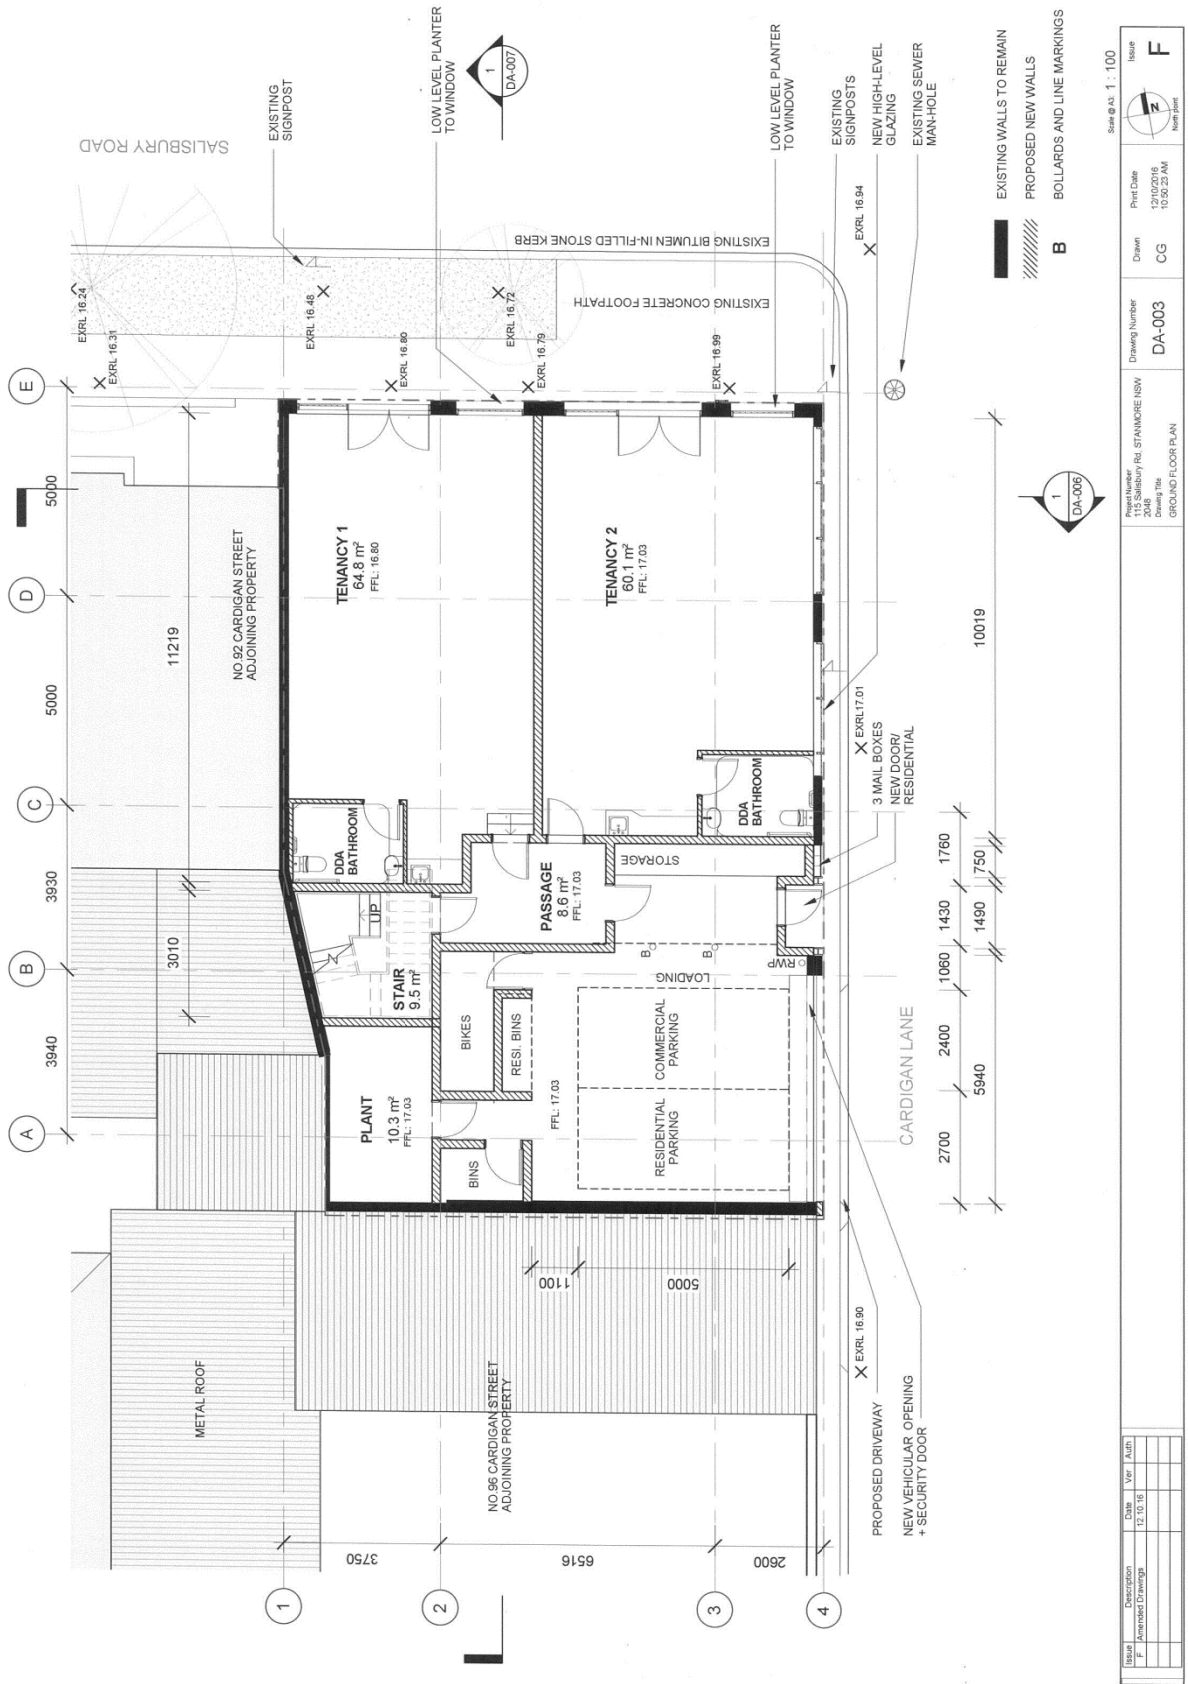 SALISBURY ROAD
EXISTING
SIGNPOST
LOW LEVEL PLANTER
TO WINDOW
1
DA-007
LOW LEVEL PLANTER
TO WINDOW
EXISTING
SIGNPOSTS
NEW HIGH-LEVEL
GLAZING
EXISTING SEWER
MAN-HOLE
EXISTING WALLS TO REMAIN
PROPOSED NEW WALLS
B
BOLLARDS AND LINE MARKINGS
EXISTING BITUMEN IN-FILLED STONE KERB
EXISTING CONCRETE FOOTPATH
EXRL 16.24
EXRL 16.31
EXRL 16.48
EXRL 16.80
EXRL 16.72
EXRL 16.79
EXRL 16.99
EXRL 16.94
E
D
C
B
A
5000
5000
3930
3940
11219
3010
NO.92 CARDIGAN STREET
ADJOINING PROPERTY
TENANCY 1
64.8 m²
FFL: 16.80
TENANCY 2
60.1 m²
FFL: 17.03
1
DA-006
10019
DDA
BATHROOM
DDA
BATHROOM
EXRL17.01
3 MAIL BOXES
NEW DOOR/
RESIDENTIAL
UP
PASSAGE
8.6 m²
FFL: 17.03
STORAGE
STAIR
9.5 m²
B
B
RWP
LOADING
BIKES
RESI. BINS
COMMERCIAL
PARKING
RESIDENTIAL
PARKING
PLANT
10.3 m²
FFL: 17.03
FFL: 17.03
BINS
CARDIGAN LANE
1760
1430
1060
2400
2700
750
1490
5940
1100
5000
METAL ROOF
NO.96 CARDIGAN STREET
ADJOINING PROPERTY
EXRL 16.90
PROPOSED DRIVEWAY
NEW VEHICULAR OPENING
+ SECURITY DOOR
3750
6516
2600
1
2
3
4
Issue Description Date Ver Auth
F Amended Drawings 12.10.16
Project Number
115 Salisbury Rd, STANMORE NSW
2048
Drawing Title
GROUND FLOOR PLAN
Drawing Number
DA-003
Drawn
CG
Print Date
12/10/2016
10:50:23 AM
Scale @ A3: 1 : 100
N
North point
Issue
F